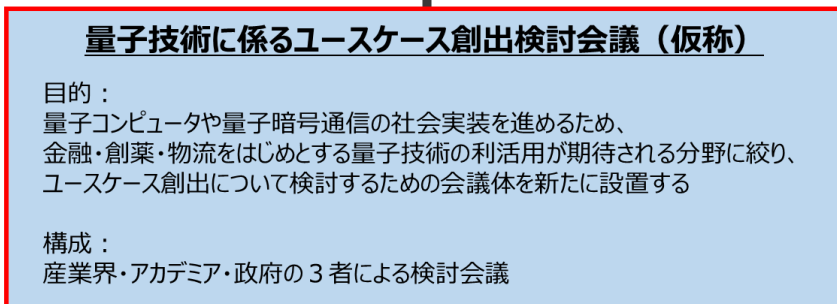 量子技術に係るユースケース創出検討会議（仮称）
目的：
量子コンピュータや量子暗号通信の社会実装を進めるため、
金融・創薬・物流をはじめとする量子技術の利活用が期待される分野に絞り、
ユースケース創出について検討するための会議体を新たに設置する
構成：
産業界・アカデミア・政府の３者による検討会議